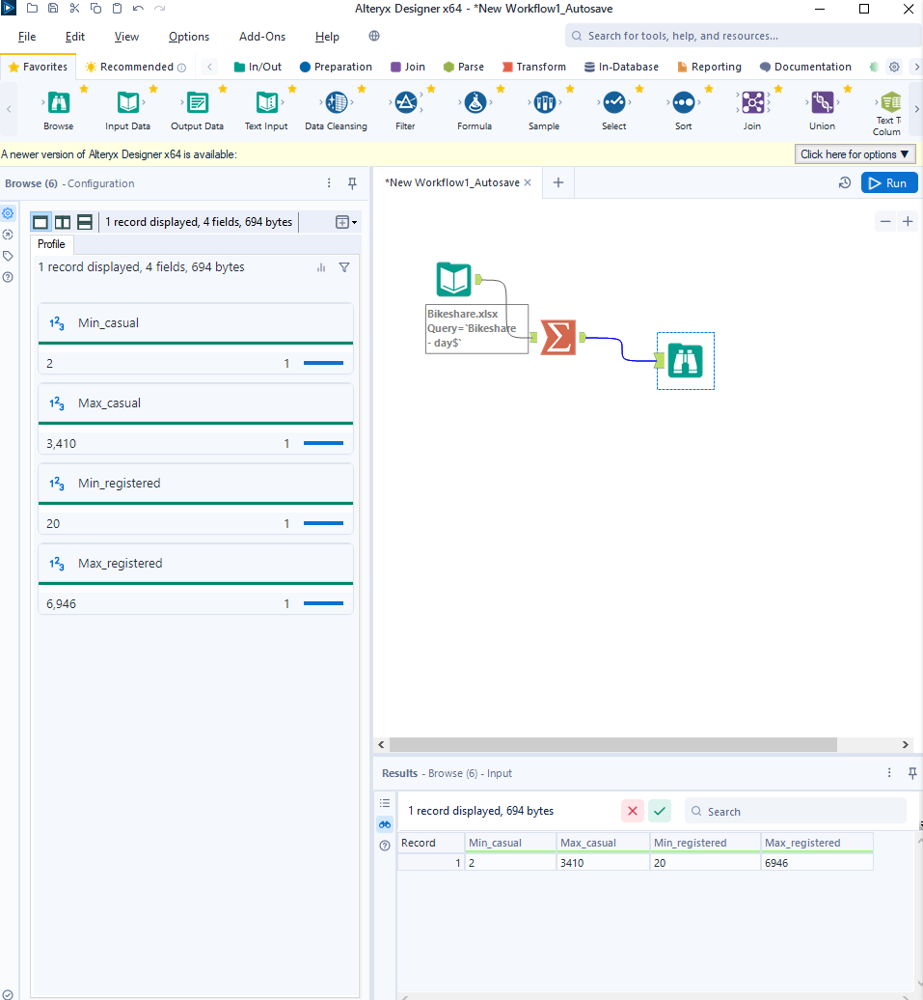 Alteryx Designer x64 - *New Workflow1_Autosave
File Edit View Options Add-Ons Help
Search for tools, help, and resources...
Favorites Recommended In/Out Preparation Join Parse Transform In-Database Reporting Documentation
Browse Input Data Output Data Text Input Data Cleansing Filter Formula Sample Select Sort Join Union Text T
Colum
A newer version of Alteryx Designer x64 is available:
Click here for options ▼
Browse (6) - Configuration
1 record displayed, 4 fields, 694 bytes
Profile
1 record displayed, 4 fields, 694 bytes
123 Min_casual
2 1
123 Max_casual
3,410 1
123 Min_registered
20 1
123 Max_registered
6,946 1
*New Workflow1_Autosave
Run
Bikeshare.xlsx
Query=`Bikeshare
- day$`
Results - Browse (6) - Input
1 record displayed, 694 bytes
Search
Record Min_casual Max_casual Min_registered Max_registered
1 2 3410 20 6946